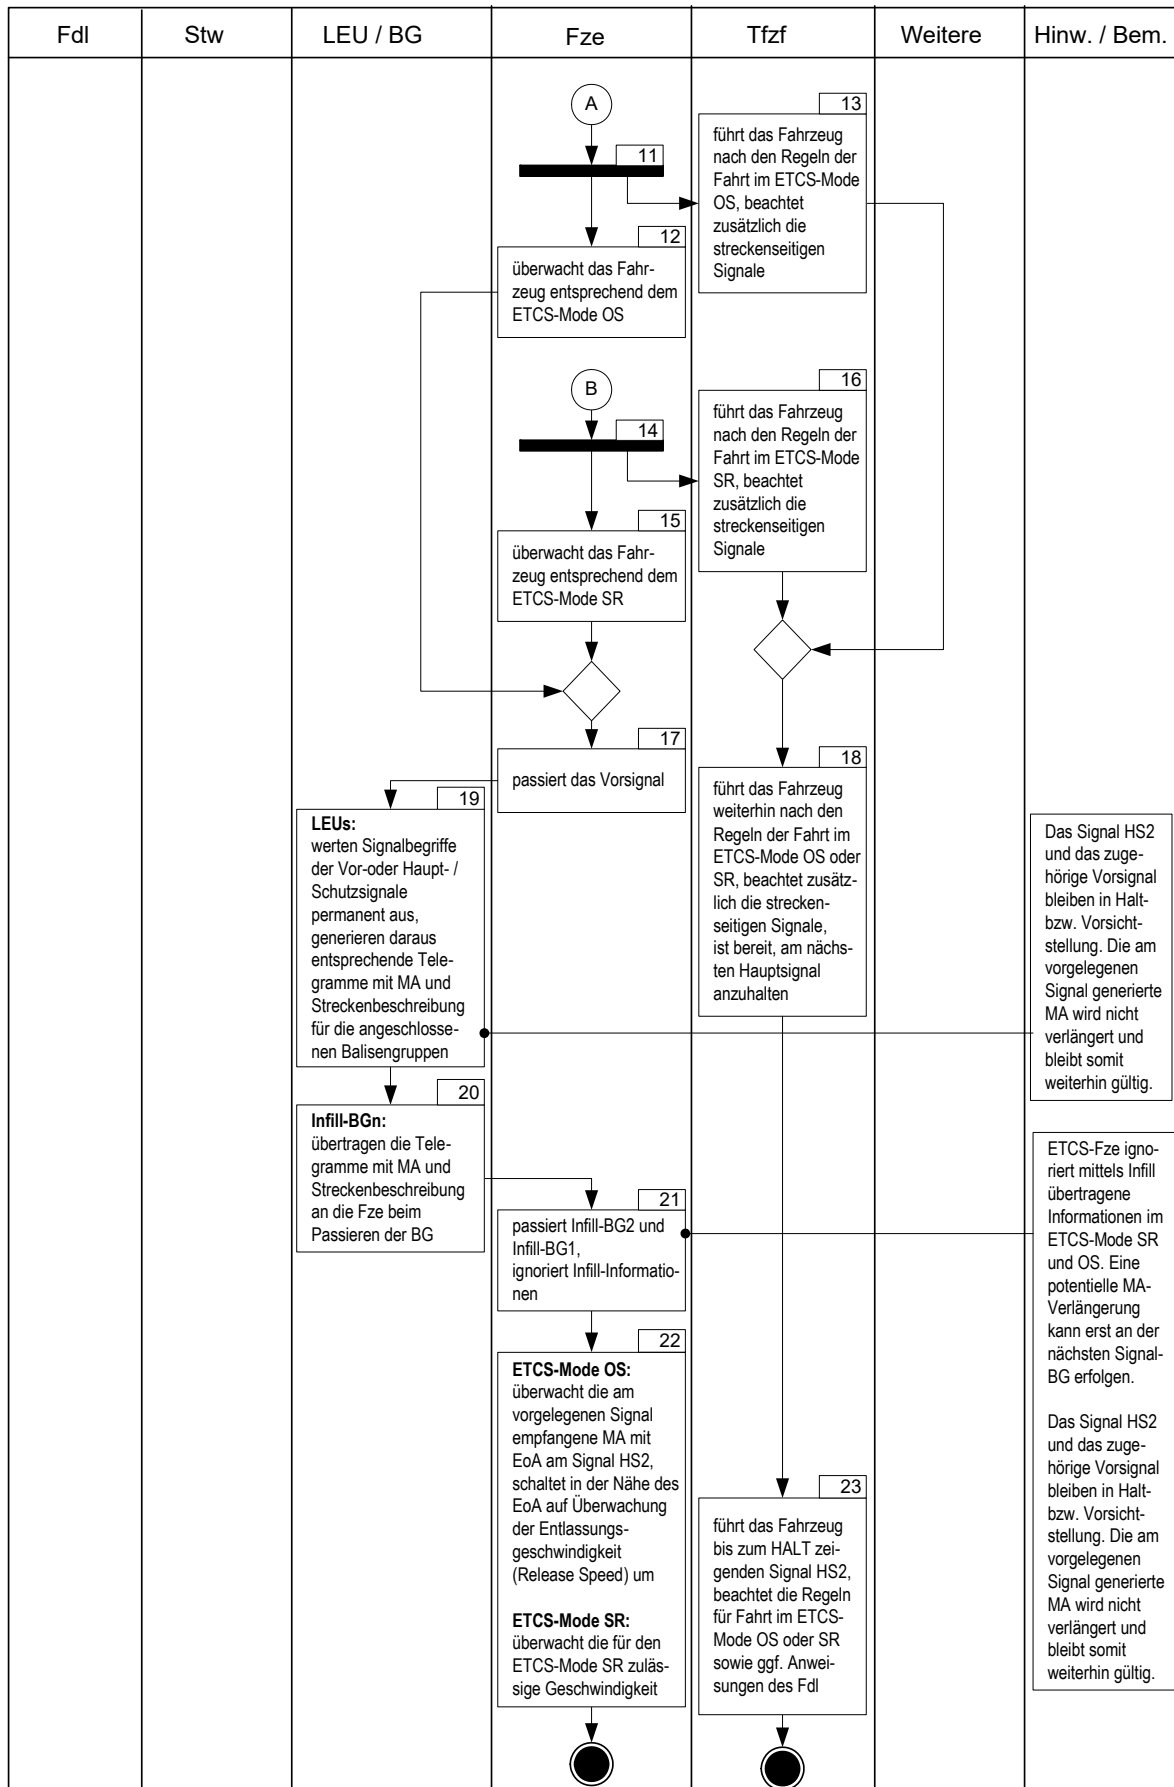 Fdl
Stw
LEU / BG
Fze
Tfzf
Weitere
Hinw. / Bem.
A
11
12
überwacht das Fahr-
zeug entsprechend dem
ETCS-Mode OS
13
führt das Fahrzeug
nach den Regeln der
Fahrt im ETCS-Mode
OS, beachtet
zusätzlich die
streckenseitigen
Signale
B
14
15
überwacht das Fahr-
zeug entsprechend dem
ETCS-Mode SR
16
führt das Fahrzeug
nach den Regeln der
Fahrt im ETCS-Mode
SR, beachtet
zusätzlich die
streckenseitigen
Signale
17
passiert das Vorsignal
18
führt das Fahrzeug
weiterhin nach den
Regeln der Fahrt im
ETCS-Mode OS oder
SR, beachtet zusätz-
lich die strecken-
seitigen Signale,
ist bereit, am nächs-
ten Hauptsignal
anzuhalten
19
LEUs:
werten Signalbegriffe
der Vor-oder Haupt- /
Schutzsignale
permanent aus,
generieren daraus
entsprechende Tele-
gramme mit MA und
Streckenbeschreibung
für die angeschlosse-
nen Balisengruppen
Das Signal HS2
und das zuge-
hörige Vorsignal
bleiben in Halt-
bzw. Vorsicht-
stellung. Die am
vorgelegenen
Signal generierte
MA wird nicht
verlängert und
bleibt somit
weiterhin gültig.
20
Infill-BGn:
übertragen die Tele-
gramme mit MA und
Streckenbeschreibung
an die Fze beim
Passieren der BG
21
passiert Infill-BG2 und
Infill-BG1,
ignoriert Infill-Informatio-
nen
ETCS-Fze igno-
riert mittels Infill
übertragene
Informationen im
ETCS-Mode SR
und OS. Eine
potentielle MA-
Verlängerung
kann erst an der
nächsten Signal-
BG erfolgen.
Das Signal HS2
und das zuge-
hörige Vorsignal
bleiben in Halt-
bzw. Vorsicht-
stellung. Die am
vorgelegenen
Signal generierte
MA wird nicht
verlängert und
bleibt somit
weiterhin gültig.
22
ETCS-Mode OS:
überwacht die am
vorgelegenen Signal
empfangene MA mit
EoA am Signal HS2,
schaltet in der Nähe des
EoA auf Überwachung
der Entlassungs-
geschwindigkeit
(Release Speed) um
ETCS-Mode SR:
überwacht die für den
ETCS-Mode SR zuläs-
sige Geschwindigkeit
23
führt das Fahrzeug
bis zum HALT zei-
genden Signal HS2,
beachtet die Regeln
für Fahrt im ETCS-
Mode OS oder SR
sowie ggf. Anwei-
sungen des Fdl